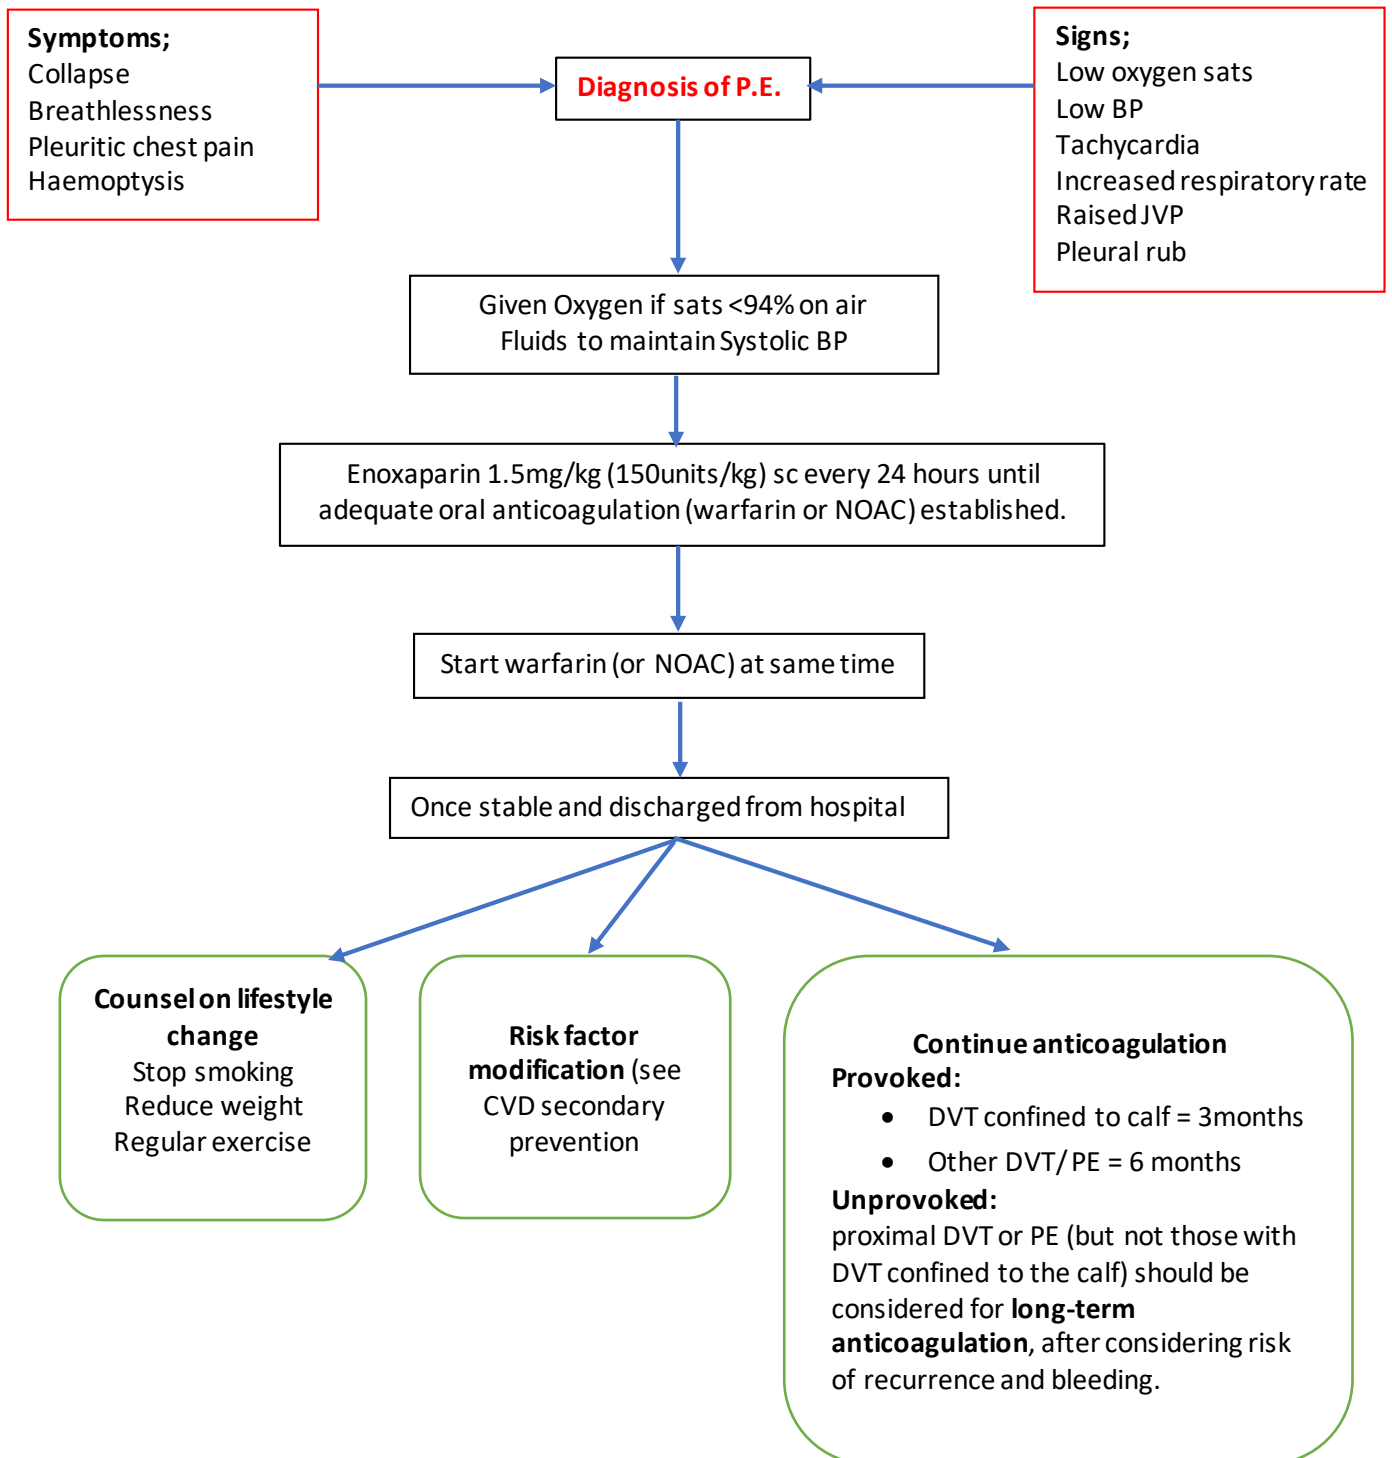 Symptoms;
Collapse
Breathlessness
Pleuritic chest pain
Haemoptysis
Diagnosis of P.E.
Signs;
Low oxygen sats
Low BP
Tachycardia
Increased respiratory rate
Raised JVP
Pleural rub
Given Oxygen if sats <94% on air
Fluids to maintain Systolic BP
Enoxaparin 1.5mg/kg (150units/kg) sc every 24 hours until
adequate oral anticoagulation (warfarin or NOAC) established.
Start warfarin (or NOAC) at same time
Once stable and discharged from hospital
Counsel on lifestyle
change
Stop smoking
Reduce weight
Regular exercise
Risk factor
modification (see
CVD secondary
prevention
Continue anticoagulation
Provoked:
• DVT confined to calf = 3months
• Other DVT/ PE = 6 months
Unprovoked:
proximal DVT or PE (but not those with
DVT confined to the calf) should be
considered for long-term
anticoagulation, after considering risk
of recurrence and bleeding.